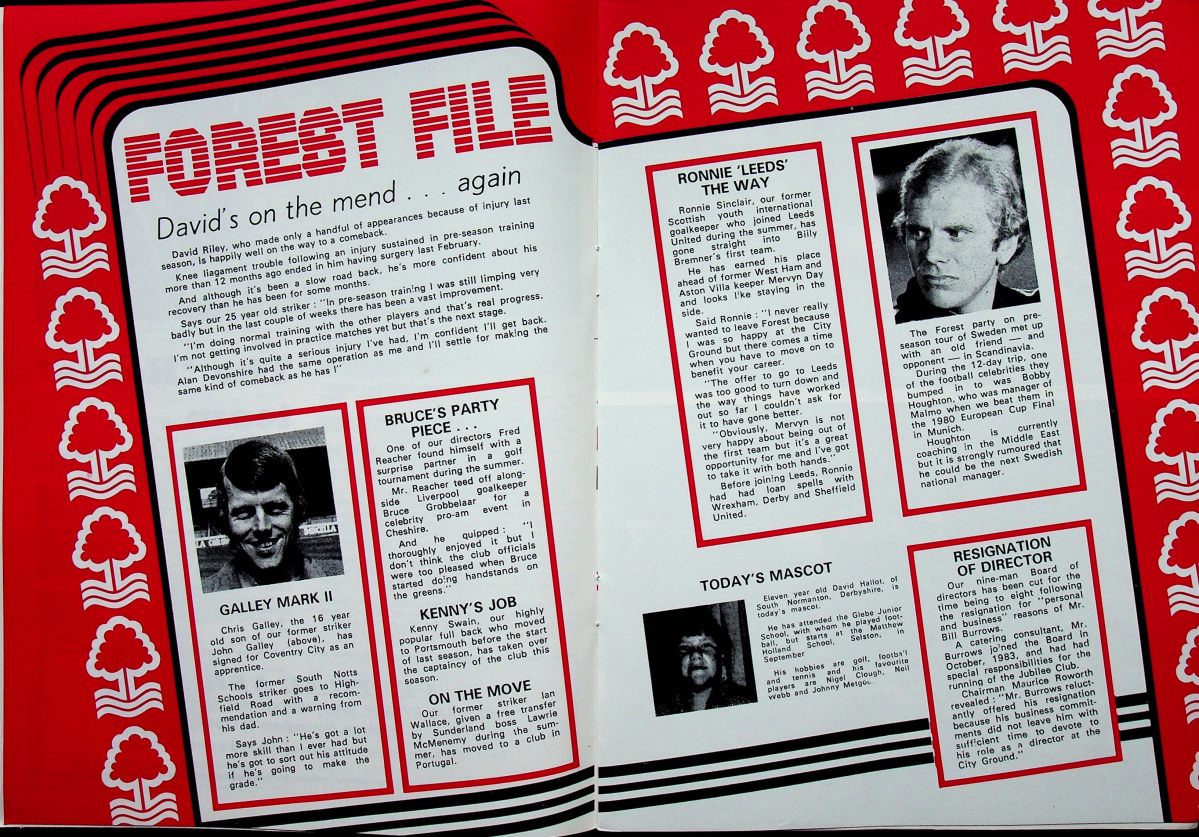 FOREST FILE
David's on the mend . . . again
David Riley, who made only a handful of appearances because of injury last
season, is happily well on the way to a comeback.
Knee liagament trouble following an injury sustained in pre-season training
more than 12 months ago ended in him having surgery last February.
And although it's been a slow road back, he's more confident about his
recovery than he has been for some months.
Says our 25 year old striker : "In pre-season training I was still limping very
badly but in the last couple of weeks there has been a vast improvement.
"I'm doing normal training with the other players and that's real progress.
I'm not getting involved in practice matches yet but that's the next stage.
"Although it's quite a serious injury I've had, I'm confident I'll get back.
Alan Devonshire had the same operation as me and I'll settle for making the
same kind of comeback as he has !"
GALLEY MARK II
Chris Galley, the 16 year
old son of our former striker
John Galley (above), has
signed for Coventry City as an
apprentice.
The former South Notts
Schools striker goes to High-
field Road with a recom-
mendation and a warning from
his dad.
Says John : "He's got a lot
more skill than I ever had but
he's got to sort out his attitude
if he's going to make the
grade."
BRUCE'S PARTY
PIECE . . .
One of our directors Fred
Reacher found himself with a
surprise partner in a golf
tournament during the summer.
Mr. Reacher teed off along-
side Liverpool goalkeeper
Bruce Grobbelaar for a
celebrity pro-am event in
Cheshire.
And he quipped : "I
thoroughly enjoyed it but I
don't think the club officials
were too pleased when Bruce
started doing handstands on
the greens."
KENNY'S JOB
Kenny Swain, our highly
popular full back who moved
to Portsmouth before the start
of last season, has taken over
the captaincy of the club this
season.
ON THE MOVE
Our former striker Ian
Wallace, given a free transfer
by Sunderland boss Lawrie
McMenemy during the sum-
mer, has moved to a club in
Portugal.
RONNIE 'LEEDS'
THE WAY
Ronnie Sinclair, our former
Scottish youth international
goalkeeper who joined Leeds
United during the summer, has
gone straight into Billy
Bremner's first team.
He has earned his place
ahead of former West Ham and
Aston Villa keeper Mervyn Day
and looks like staying in the
side.
Said Ronnie : "I never really
wanted to leave Forest because
I was so happy at the City
Ground but there comes a time
when you have to move on to
benefit your career.
"The offer to go to Leeds
was too good to turn down and
the way things have worked
out so far I couldn't ask for
it to have gone better.
"Obviously, Mervyn is not
very happy about being out of
the first team but it's a great
opportunity for me and I've got
to take it with both hands."
Before joining Leeds, Ronnie
had had loan spells with
Wrexham, Derby and Sheffield
United.
The Forest party on pre-
season tour of Sweden met up
with an old friend — and
opponent — in Scandinavia.
During the 12-day trip, one
of the football celebrities they
bumped in to was Bobby
Houghton, who was manager of
Malmo when we beat them in
the 1980 European Cup Final
in Munich.
Houghton is currently
coaching in the Middle East
but it is strongly rumoured that
he could be the next Swedish
national manager.
TODAY'S MASCOT
Eleven year old David Hallot, of
South Normanton, Derbyshire, is
today's mascot.
He has attended the Glebe Junior
School, with whom he played foot-
ball, but starts at the Matthew
Holland School, Selston, in
September
His hobbies are golf, football
and tennis and his favourite
players are Nigel Clough, Neil
Webb and Johnny Metgod.
RESIGNATION
OF DIRECTOR
Our nine-man Board of
directors has been cut for the
time being to eight following
the resignation for "personal
and business" reasons of Mr.
Bill Burrows.
A catering consultant, Mr.
Burrows joined the Board in
October, 1983, and had had
special responsibilities for the
running of the Jubilee Club.
Chairman Maurice Roworth
revealed : "Mr. Burrows reluct-
antly offered his resignation
because his business commit-
ments did not leave him with
sufficient time to devote to
his role as a director at the
City Ground."